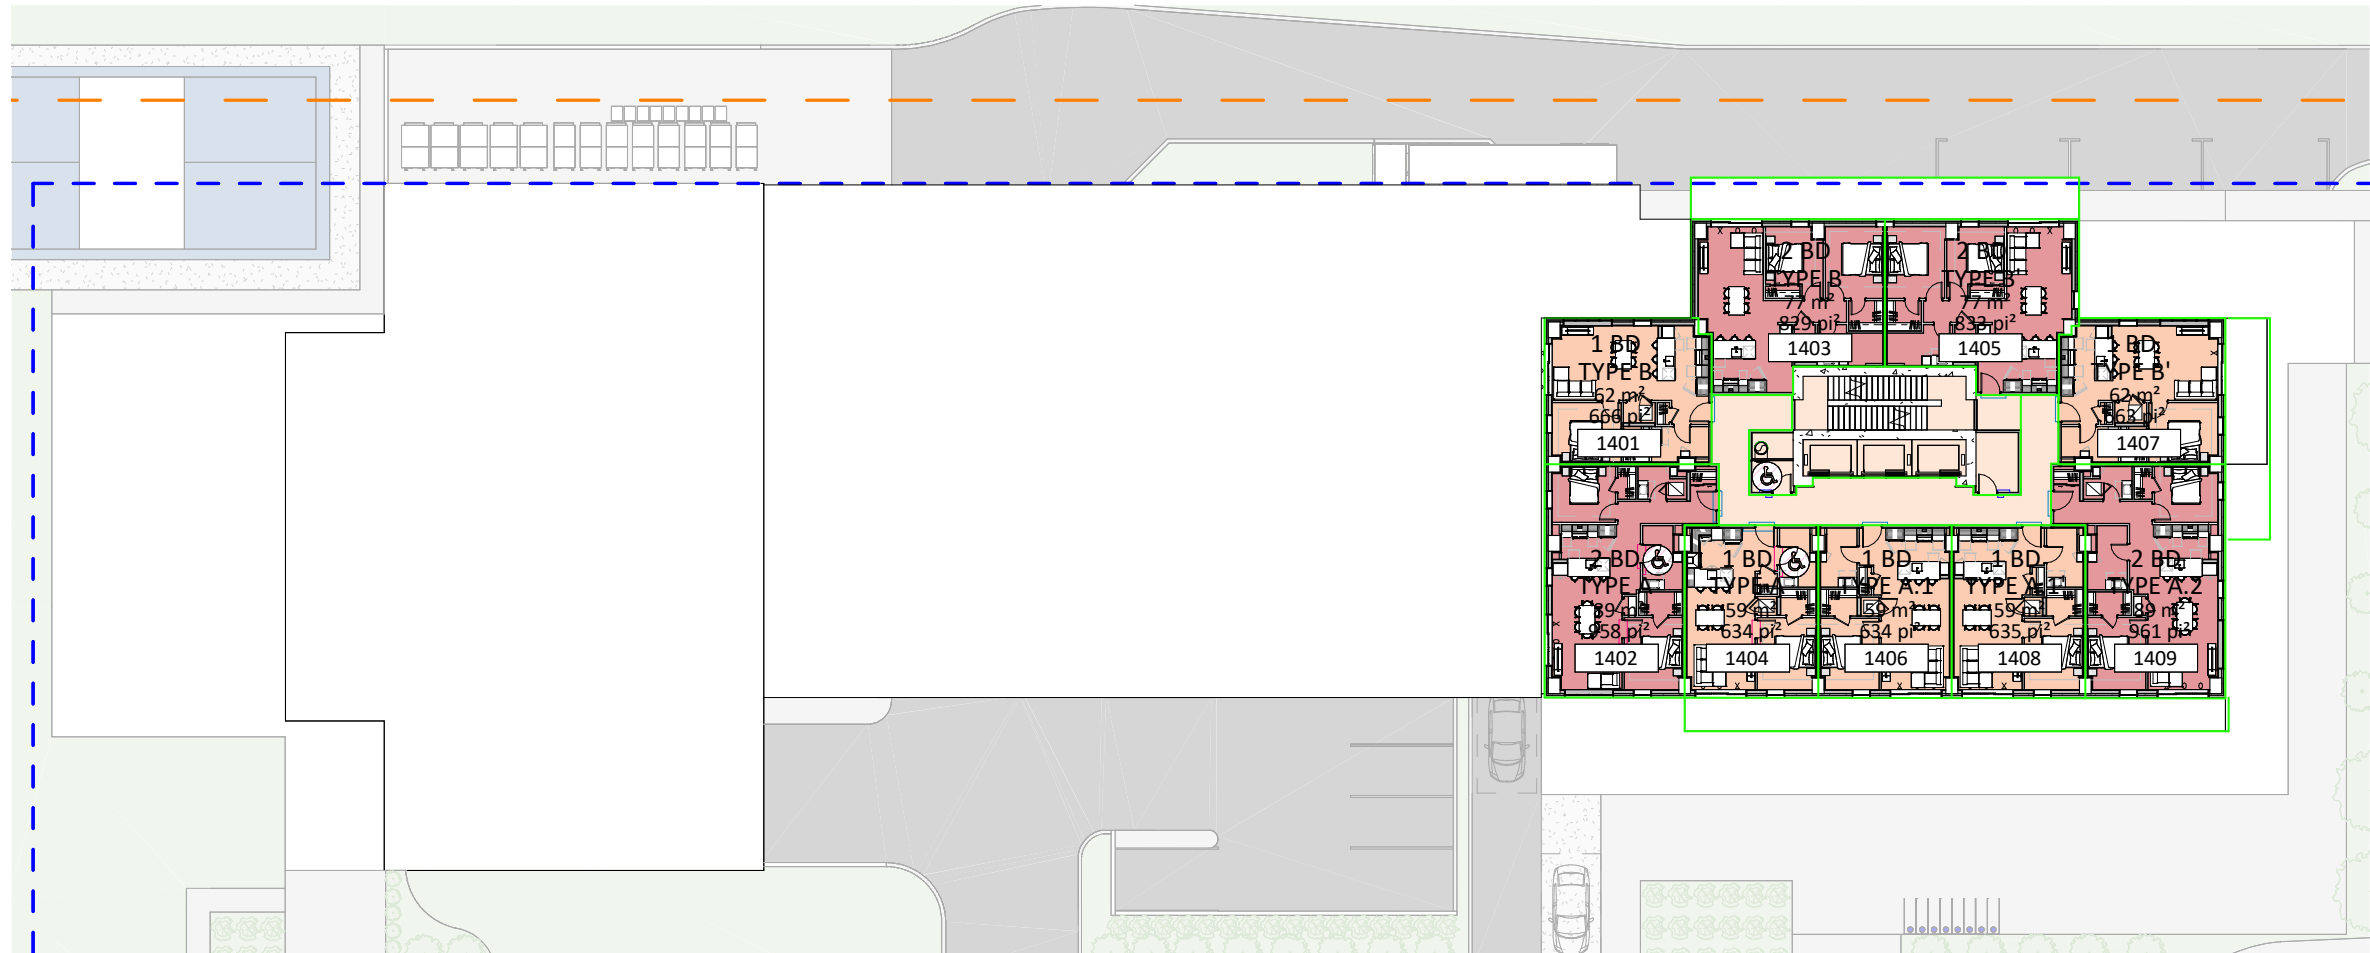 2 BD
TYPE B
77 m²
829 pi²
1403
2 BD
TYPE B'
77 m²
833 pi²
1405
1 BD
TYPE B
62 m²
666 pi²
1401
1 BD
TYPE B'
62 m²
663 pi²
1407
2 BD
TYPE A
89 m²
958 pi²
1402
1 BD
TYPE A
59 m²
634 pi²
1404
1 BD
TYPE A.1
59 m²
634 pi²
1406
1 BD
TYPE A.1'
59 m²
635 pi²
1408
2 BD
TYPE A.2
89 m²
961 pi²
1409